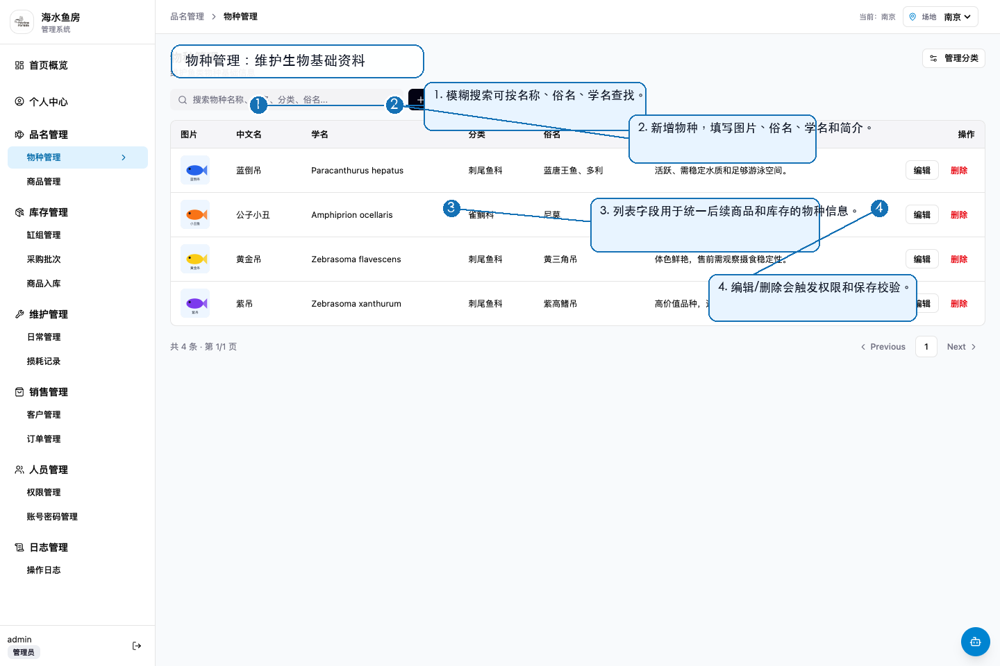 海水鱼房
管理系统
首页概览
个人中心
品名管理
物种管理
商品管理
库存管理
缸组管理
采购批次
商品入库
维护管理
日常管理
损耗记录
销售管理
客户管理
订单管理
人员管理
权限管理
账号密码管理
日志管理
操作日志
admin
管理员
品名管理 > 物种管理
当前: 南京
场地 南京
物种管理：维护生物基础资料
管理分类
搜索物种名称、
、分类、俗名...
1
2
+
1. 模糊搜索可按名称、俗名、学名查找。
2. 新增物种，填写图片、俗名、学名和简介。
图片 中文名 学名 分类 俗名 操作
蓝倒吊 蓝倒吊 Paracanthurus hepatus 刺尾鱼科 蓝唐王鱼、多利 活跃、需稳定水质和足够游泳空间。 编辑 删除
小丑鱼 公子小丑 Amphiprion ocellaris 雀鲷科 尼莫 编辑 删除
3
3. 列表字段用于统一后续商品和库存的物种信息。
4
黄金吊 黄金吊 Zebrasoma flavescens 刺尾鱼科 黄三角吊 体色鲜艳，售前需观察摄食稳定性。 编辑 删除
4. 编辑/删除会触发权限和保存校验。
紫吊 紫吊 Zebrasoma xanthurum 刺尾鱼科 紫高鳍吊 高价值品种， 编辑 删除
共 4 条 · 第 1/1 页
Previous 1 Next